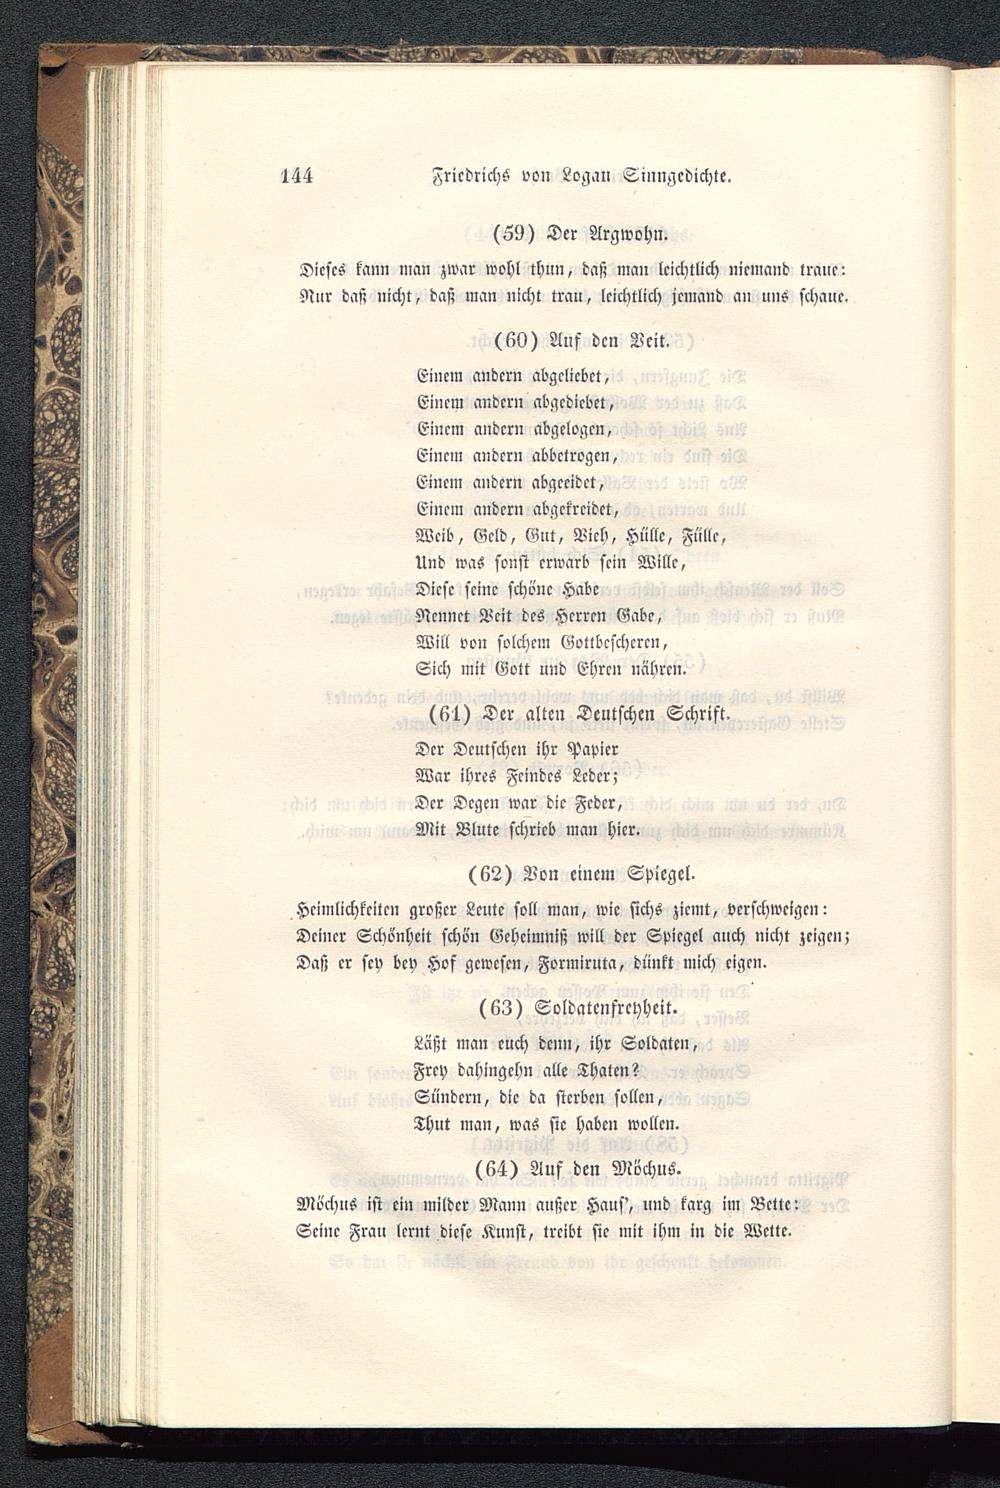 144 Friedrichs von Logau Sinngedichte.
(59) Der Argwohn.
Dieses kann man zwar wohl thun, daß man leichtlich niemand traue:
Nur daß nicht, daß man nicht trau, leichtlich jemand an uns schaue.
(60) Auf den Veit.
Einem andern abgeliebet,
Einem andern abgediebet,
Einem andern abgelogen,
Einem andern abbetrogen,
Einem andern abgeeidet,
Einem andern abgekreidet,
Weib, Geld, Gut, Vieh, Hülle, Fülle,
Und was sonst erwarb sein Wille,
Diese seine schöne Habe
Nennet Veit des Herren Gabe,
Will von solchem Gottbescheren,
Sich mit Gott und Ehren nähren.
(61) Der alten Deutschen Schrift.
Der Deutschen ihr Papier
War ihres Feindes Leder;
Der Degen war die Feder,
Mit Blute schrieb man hier.
(62) Von einem Spiegel.
Heimlichkeiten großer Leute soll man, wie sichs ziemt, verschweigen:
Deiner Schönheit schön Geheimniß will der Spiegel auch nicht zeigen;
Daß er sey bey Hof gewesen, Formiruta, dünkt mich eigen.
(63) Soldatenfreyheit.
Läßt man euch denn, ihr Soldaten,
Frey dahingehn alle Thaten?
Sündern, die da sterben sollen,
Thut man, was sie haben wollen.
(64) Auf den Möchus.
Möchus ist ein milder Mann außer Haus', und karg im Bette:
Seine Frau lernt diese Kunst, treibt sie mit ihm in die Wette.